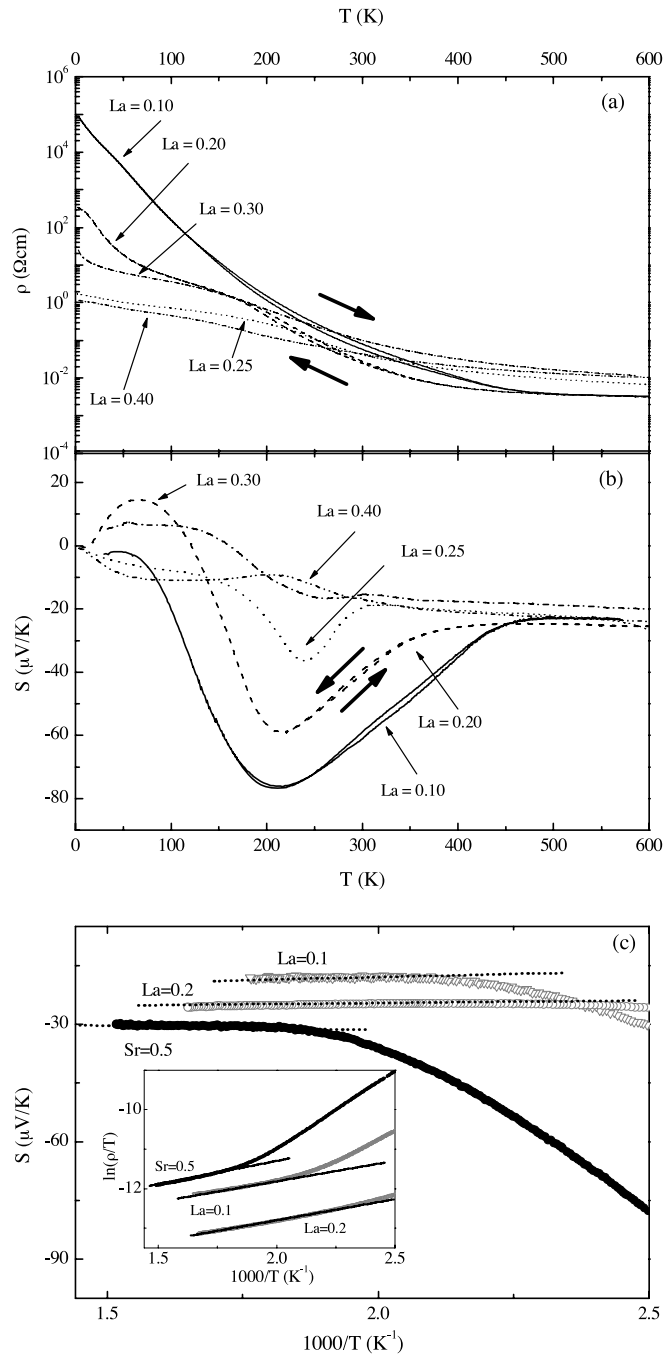 T (K)
0 100 200 300 400 500 600
10^6
(a)
La = 0.10
10^4
La = 0.20
La = 0.30
10^2
ρ (Ωcm)
10^0
La = 0.25
10^-2
La = 0.40
10^-4
(b)
20
La = 0.30
La = 0.40
0
La = 0.25
-20
S (μV/K)
-40
La = 0.20
-60
La = 0.10
-80
0 100 200 300 400 500 600
T (K)
(c)
La=0.1
La=0.2
-30
Sr=0.5
S (μV/K)
-10
ln(ρ/T)
Sr=0.5
-60
-12
La=0.1
La=0.2
1.5 2.0 2.5
1000/T (K^-1)
-90
1.5 2.0 2.5
1000/T (K^-1)